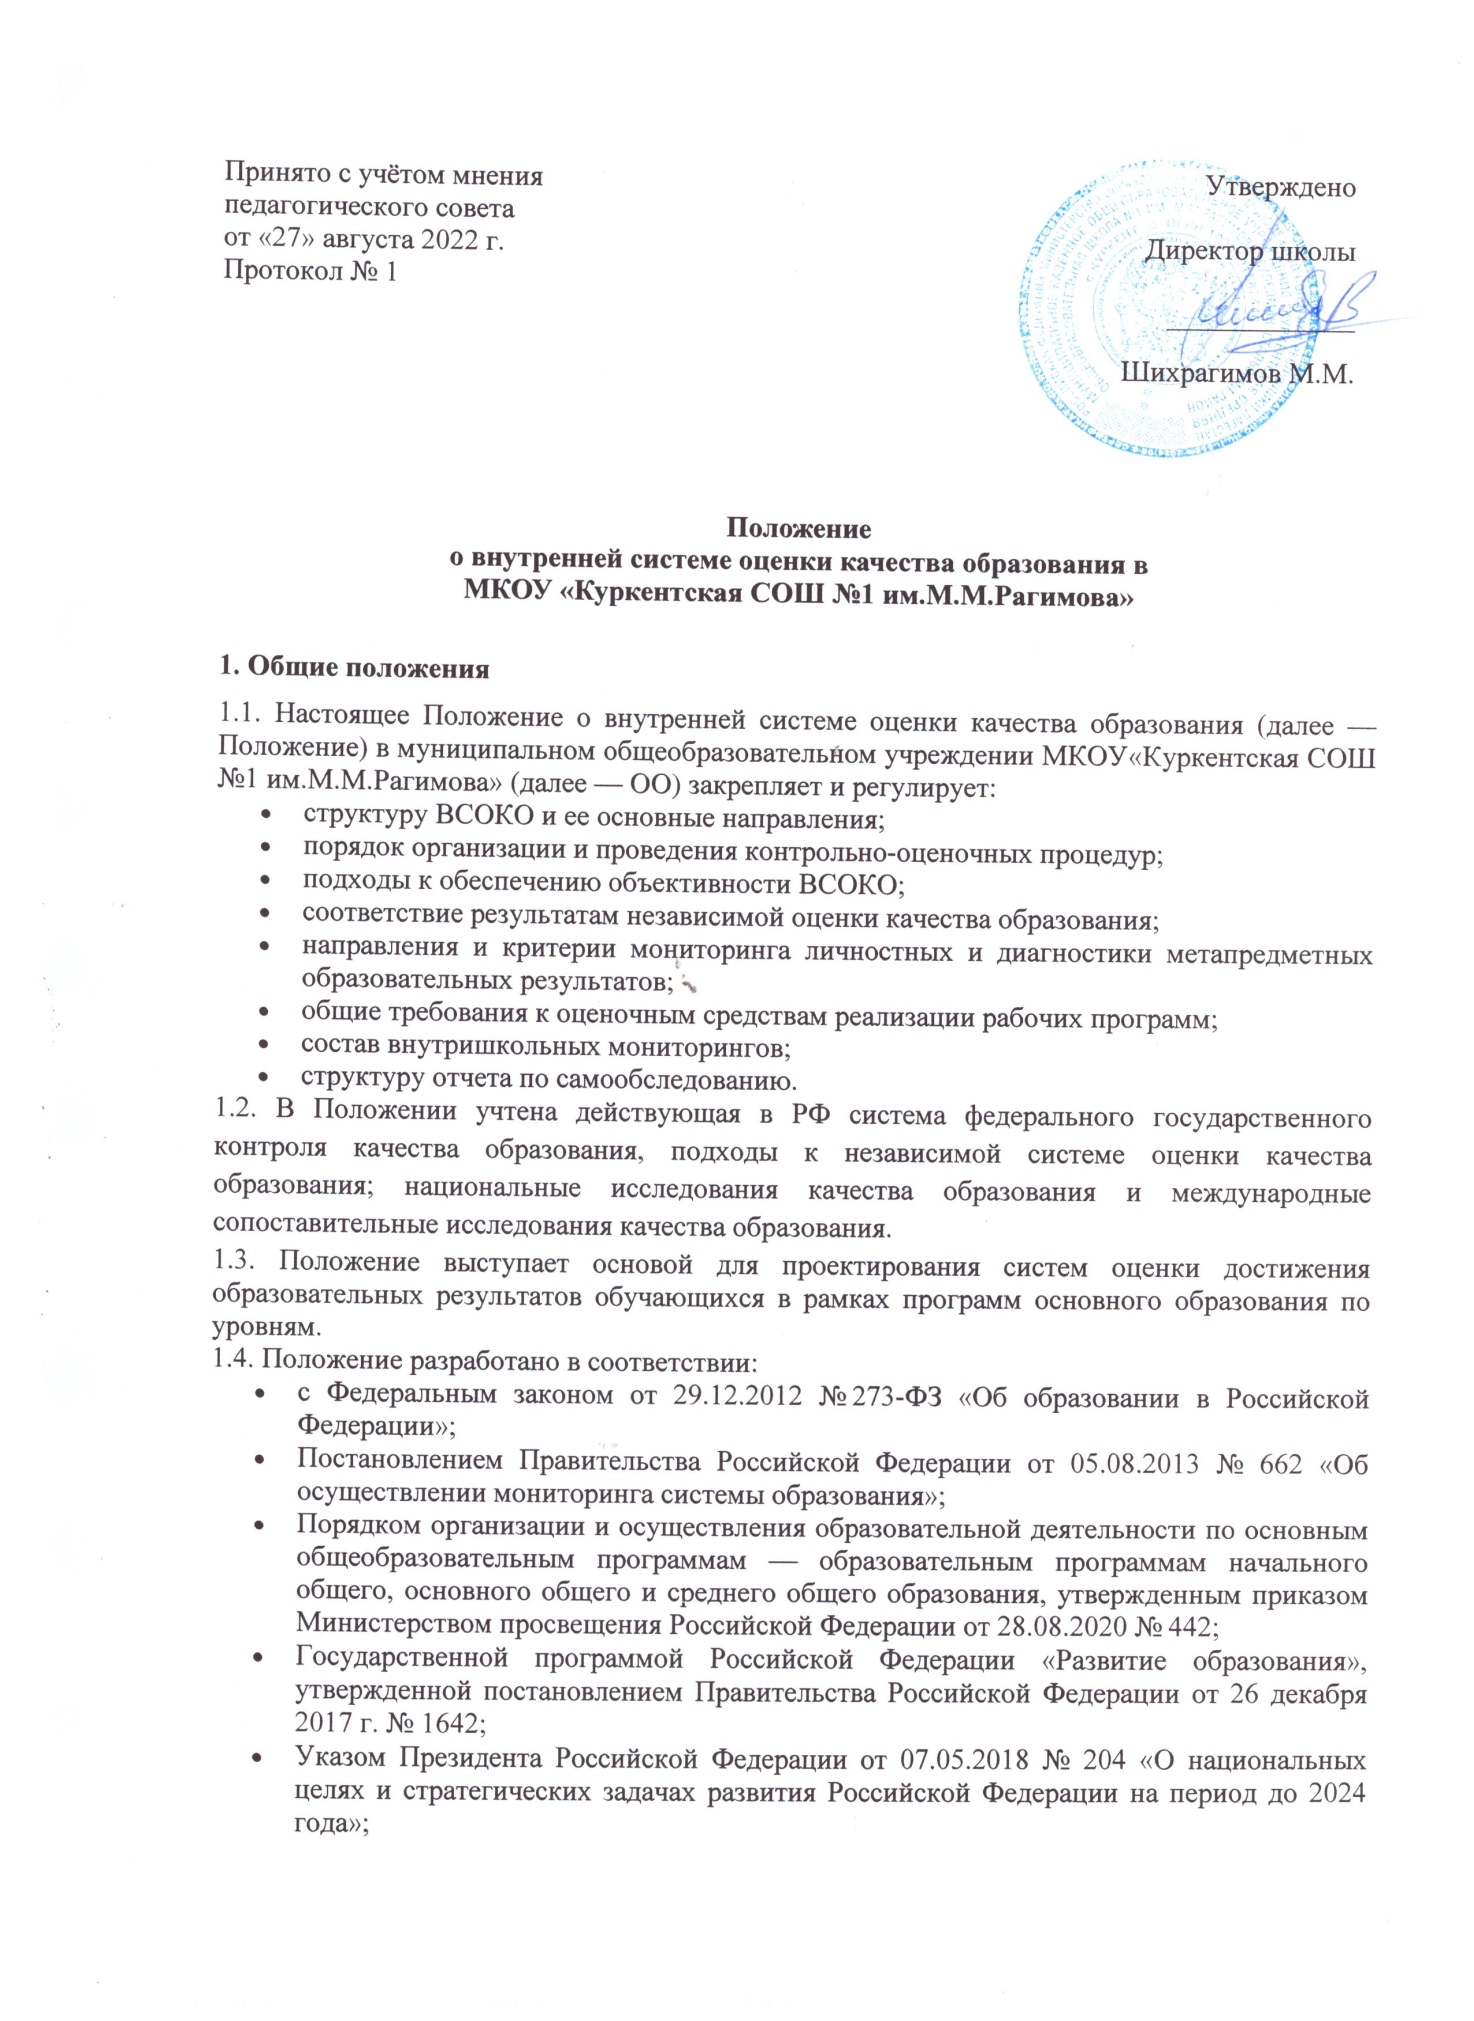 Принято с учётом мнения
педагогического совета
от «27» августа 2022 г.
Протокол № 1
Утверждено
Директор школы
Шихрагимов М.М.
Положение
о внутренней системе оценки качества образования в
МКОУ «Куркентская СОШ №1 им.М.М.Рагимова»
1. Общие положения
1.1. Настоящее Положение о внутренней системе оценки качества образования (далее —
Положение) в муниципальном общеобразовательном учреждении МКОУ«Куркентская СОШ
№1 им.М.М.Рагимова» (далее — ОО) закрепляет и регулирует:
• структуру ВСОКО и ее основные направления;
• порядок организации и проведения контрольно-оценочных процедур;
• подходы к обеспечению объективности ВСОКО;
• соответствие результатам независимой оценки качества образования;
• направления и критерии мониторинга личностных и диагностики метапредметных
образовательных результатов;
• общие требования к оценочным средствам реализации рабочих программ;
• состав внутришкольных мониторингов;
• структуру отчета по самообследованию.
1.2. В Положении учтена действующая в РФ система федерального государственного
контроля качества образования, подходы к независимой системе оценки качества
образования; национальные исследования качества образования и международные
сопоставительные исследования качества образования.
1.3. Положение выступает основой для проектирования систем оценки достижения
образовательных результатов обучающихся в рамках программ основного образования по
уровням.
1.4. Положение разработано в соответствии:
• с Федеральным законом от 29.12.2012 № 273-ФЗ «Об образовании в Российской
Федерации»;
• Постановлением Правительства Российской Федерации от 05.08.2013 № 662 «Об
осуществлении мониторинга системы образования»;
• Порядком организации и осуществления образовательной деятельности по основным
общеобразовательным программам — образовательным программам начального
общего, основного общего и среднего общего образования, утвержденным приказом
Министерством просвещения Российской Федерации от 28.08.2020 № 442;
• Государственной программой Российской Федерации «Развитие образования»,
утвержденной постановлением Правительства Российской Федерации от 26 декабря
2017 г. № 1642;
• Указом Президента Российской Федерации от 07.05.2018 № 204 «О национальных
целях и стратегических задачах развития Российской Федерации на период до 2024
года»;